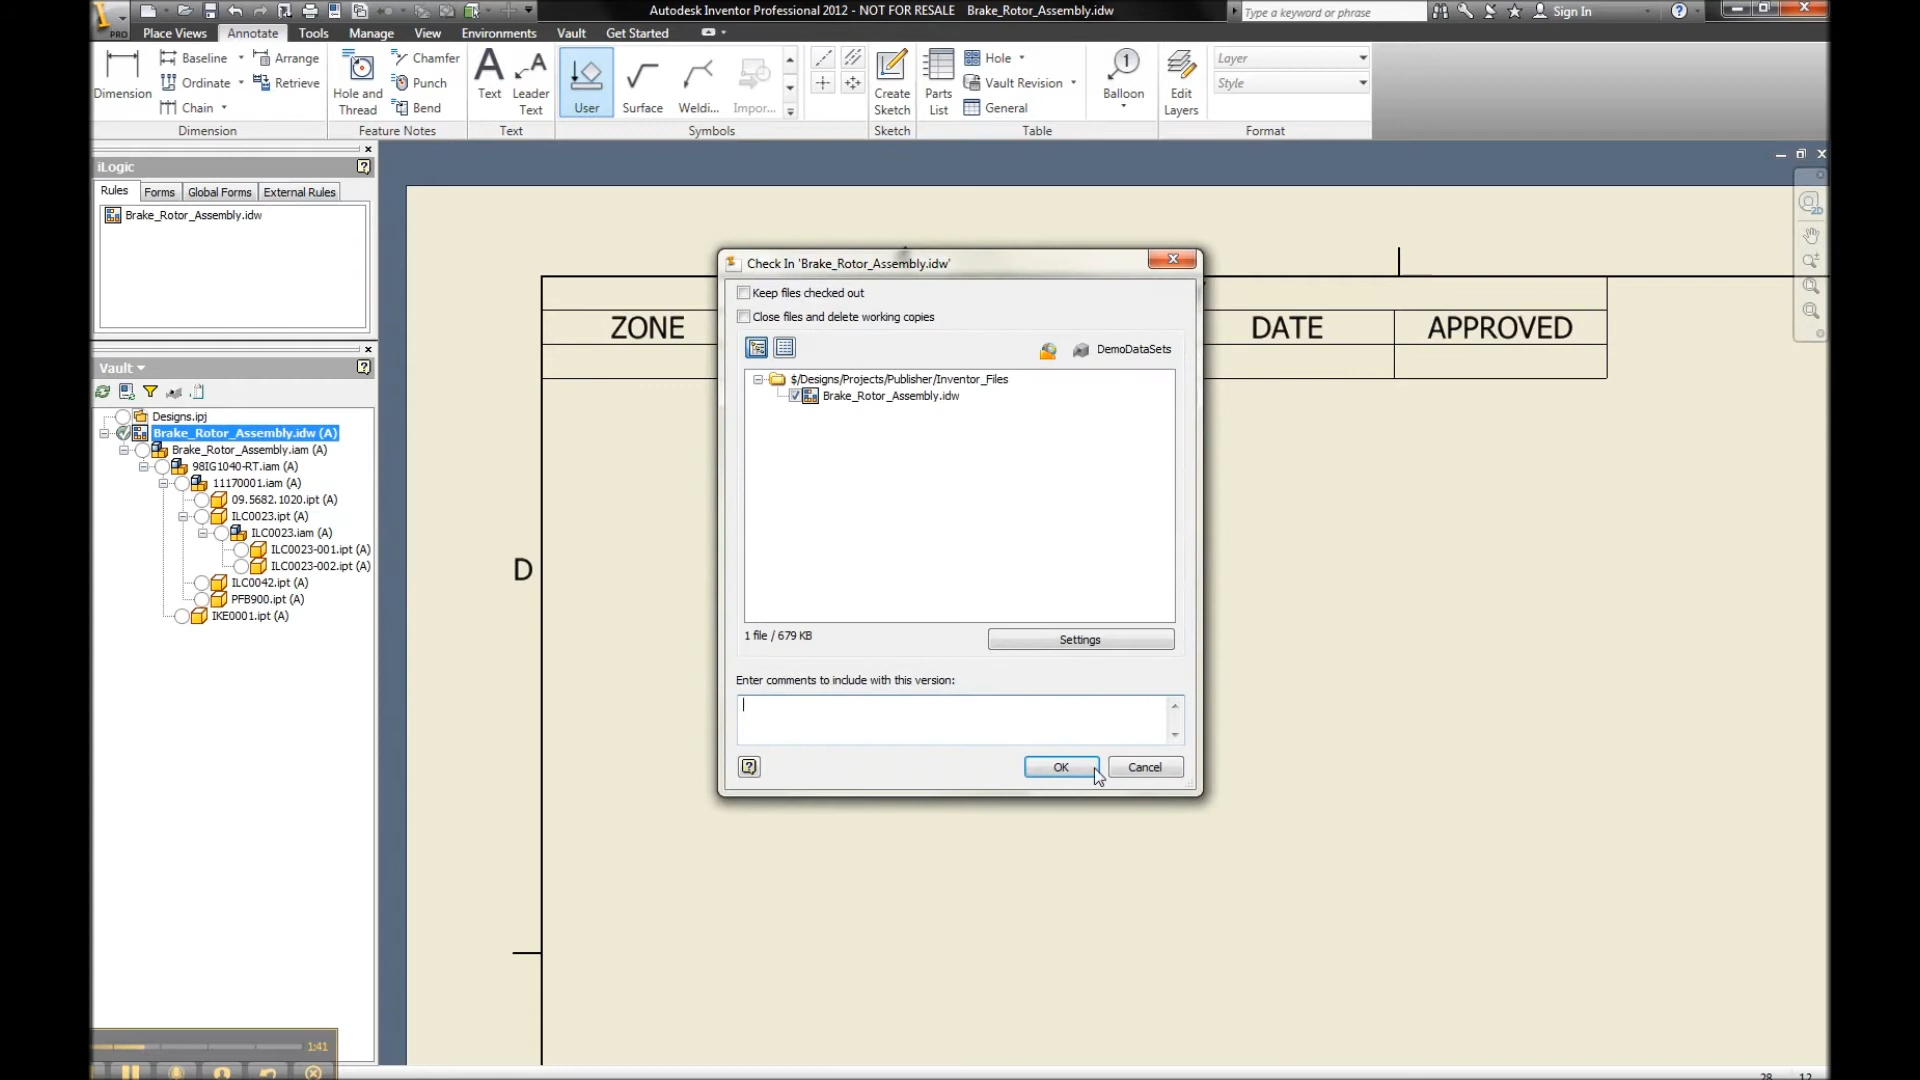 Autodesk Inventor Professional 2012 - NOT FOR RESALE Brake_Rotor_Assembly.idw
Type a keyword or phrase
Sign In
PRO
Place Views Annotate Tools Manage View Environments Vault Get Started
Dimension
Baseline
Ordinate
Chain
Arrange
Retrieve
Dimension
Hole and Thread
Chamfer
Punch
Bend
Feature Notes
Text
Leader Text
Text
User
Surface
Weldi...
Impor...
Symbols
Create Sketch
Sketch
Parts List
Hole
Vault Revision
General
Table
Balloon
Edit Layers
Layer
Style
Format
iLogic
Rules Forms Global Forms External Rules
Brake_Rotor_Assembly.idw
Vault
Designs.ipj
Brake_Rotor_Assembly.idw (A)
Brake_Rotor_Assembly.iam (A)
98IG1040-RT.iam (A)
11170001.iam (A)
09.5682.1020.ipt (A)
ILC0023.ipt (A)
ILC0023.iam (A)
ILC0023-001.ipt (A)
ILC0023-002.ipt (A)
ILC0042.ipt (A)
PFB900.ipt (A)
IKE0001.ipt (A)
1:41
ZONE
DATE
APPROVED
D
Check In 'Brake_Rotor_Assembly.idw'
Keep files checked out
Close files and delete working copies
DemoDataSets
$/Designs/Projects/Publisher/Inventor_Files
Brake_Rotor_Assembly.idw
1 file / 679 KB
Settings
Enter comments to include with this version:
OK
Cancel
2D
28 12